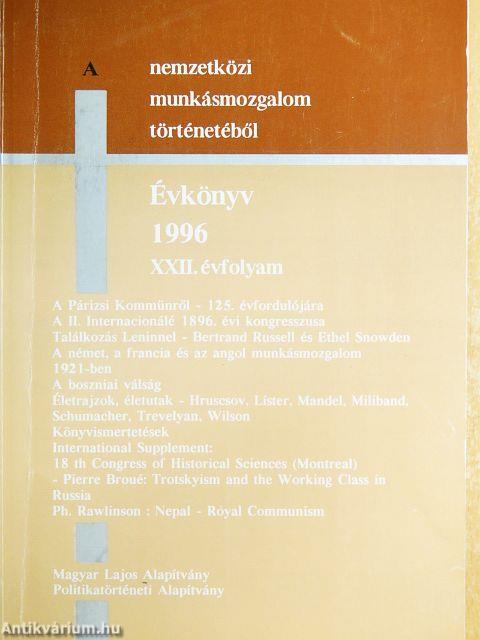 A nemzetközi
munkásmozgalom
történetéből
Évkönyv
1996
XXII. évfolyam
A Párizsi Kommünről - 125. évfordulójára
A II. Internacionálé 1896. évi kongresszusa
Találkozás Leninnel - Bertrand Russell és Ethel Snowden
A német, a francia és az angol munkásmozgalom
1921-ben
A boszniai válság
Életrajzok, életutak - Hruscsov, Líster, Mandel, Miliband,
Schumacher, Trevelyan, Wilson
Könyvismertetések
International Supplement:
18 th Congress of Historical Sciences (Montreal)
- Pierre Broué: Trotskyism and the Working Class in
Russia
Ph. Rawlinson : Nepal - Róyal Communism
Magyar Lajos Alapítvány
Politikatörténeti Alapítvány
Antikvárium.hu